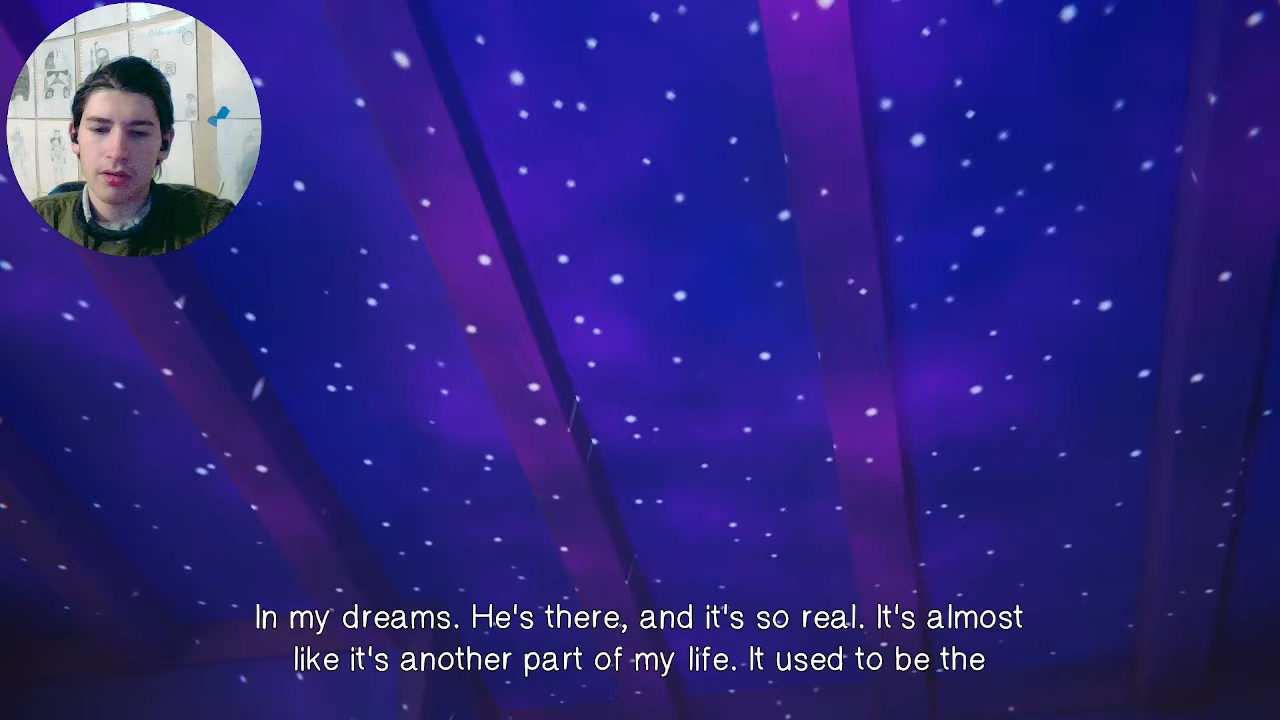 In my dreams. He's there, and it's so real. It's almost
like it's another part of my life. It used to be the